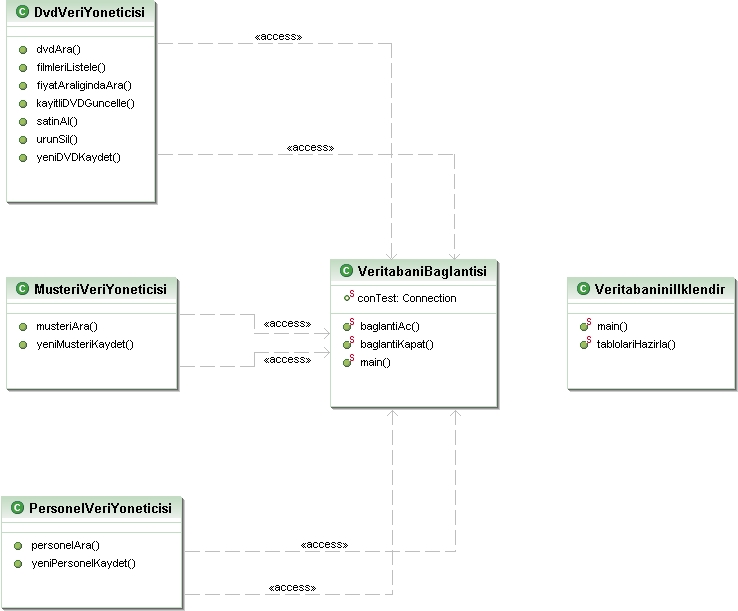 DvdVeriYoneticisi
dvdAra()
filmleriListele()
fiyatAraligindaAra()
kayitliDVDGuncelle()
satinAl()
urunSil()
yeniDVDKaydet()
«access»
«access»
MusteriVeriYoneticisi
musteriAra()
yeniMusteriKaydet()
«access»
«access»
VeritabaniBaglantisi
conTest: Connection
baglantiAc()
baglantiKapat()
main()
VeritabaniniIlklendir
main()
tablolariHazirla()
PersonelVeriYoneticisi
personelAra()
yeniPersonelKaydet()
«access»
«access»